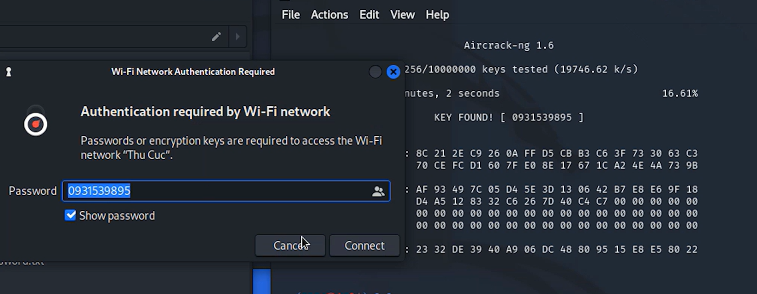 File Actions Edit View Help
Aircrack-ng 1.6
256/10000000 keys tested (19746.62 k/s)
nutes, 2 seconds 16.61%
KEY FOUND! [ 0931539895 ]
: 8C 21 2E C9 26 0A FF D5 CB B3 C6 3F 73 30 63 C3
70 CE FC D1 60 7F E0 8E 17 67 1C A2 4E 4A 73 9B
: AF 93 49 7C 05 D4 5E 3D 13 06 42 B7 E8 E6 9F 18
D4 A5 12 83 32 C6 26 7D 40 C4 C7 00 00 00 00 00
00 00 00 00 00 00 00 00 00 00 00 00 00 00 00 00
00 00 00 00 00 00 00 00 00 00 00 00 00 00 00 00
: 23 32 DE 39 40 A9 06 DC 48 80 95 15 E8 E5 80 22
Wi-Fi Network Authentication Required
Authentication required by Wi-Fi network
Passwords or encryption keys are required to access the Wi-Fi
network “Thu Cuc”.
Password 0931539895
Show password
Cancel Connect
sword.txt